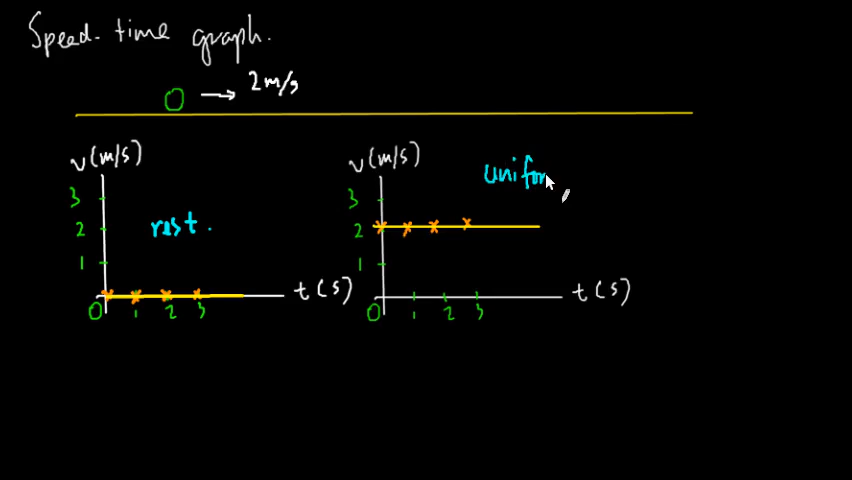 Speed-time graph.
2m/s
v(m/s)
3
2
1
0
rest.
1 2 3
t(s)
v(m/s)
3
2
1
0
unifor
1 2 3
t(s)